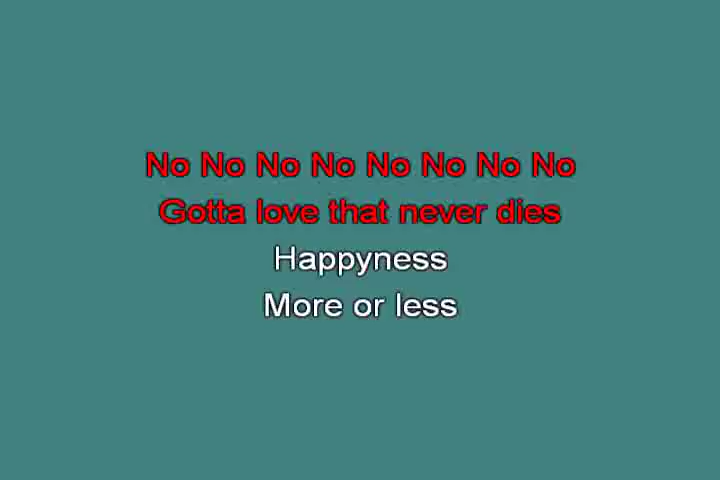 No No No No No No No No
Gotta love that never dies
Happyness
More or less